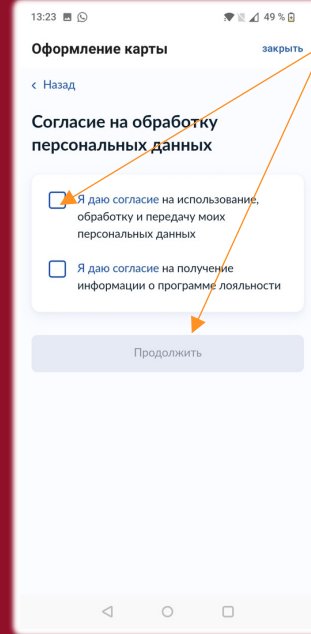 13:23
49 %
Оформление карты
закрыть
‹ Назад
Согласие на обработку
персональных данных
Я даю согласие на использование,
обработку и передачу моих
персональных данных
Я даю согласие на получение
информации о программе лояльности
Продолжить